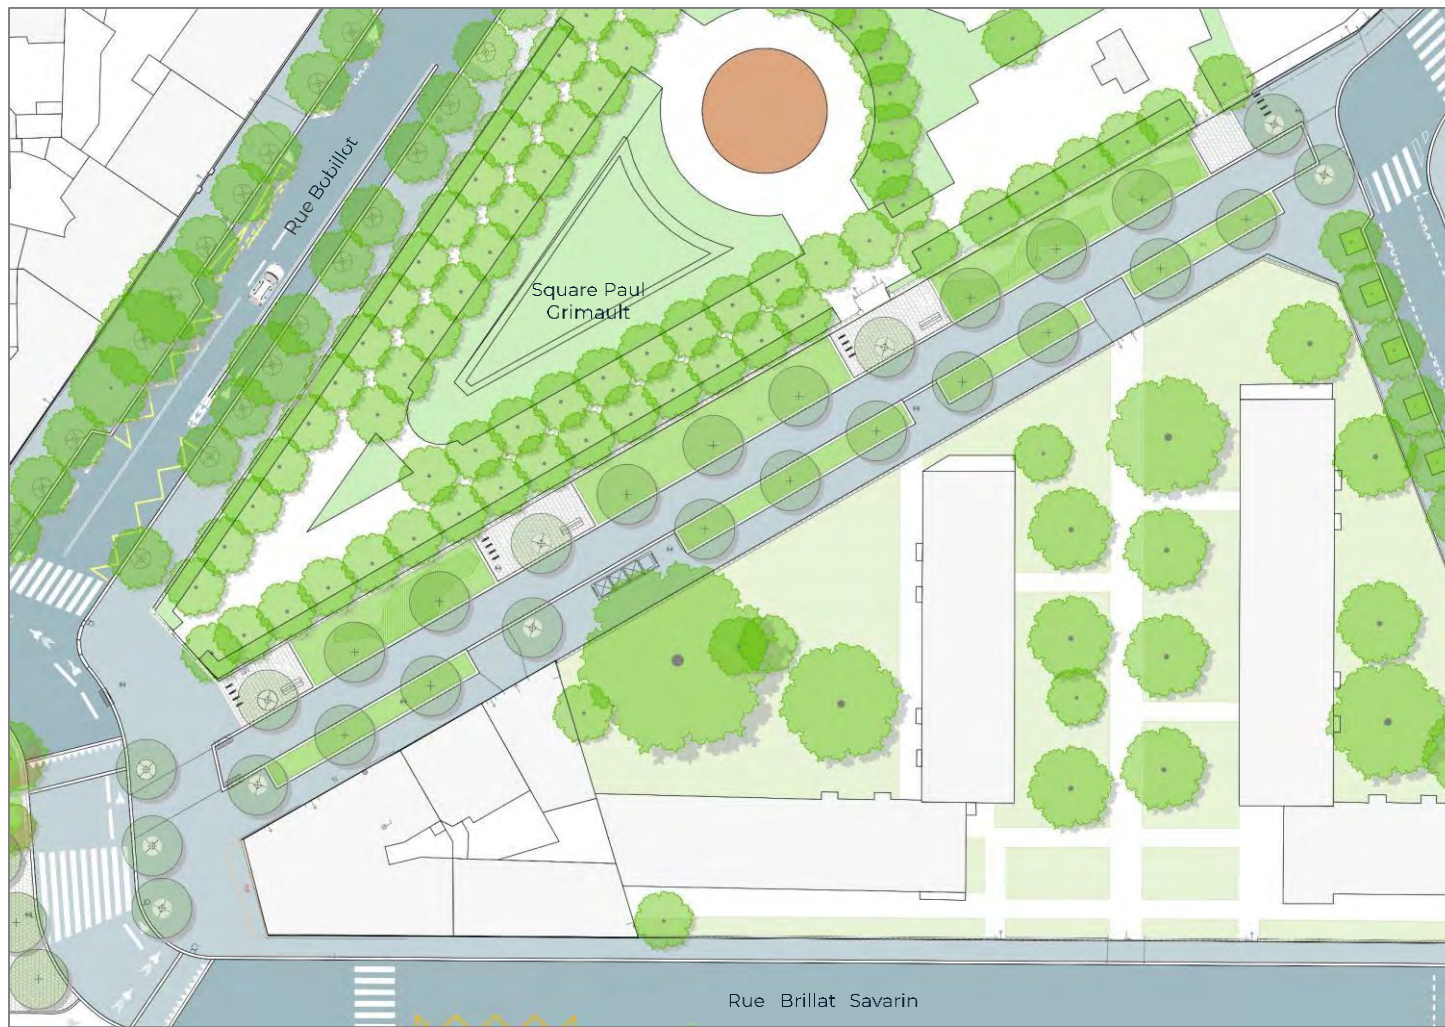 Rue Bobillot
Square Paul
Grimault
Rue Brillat Savarin